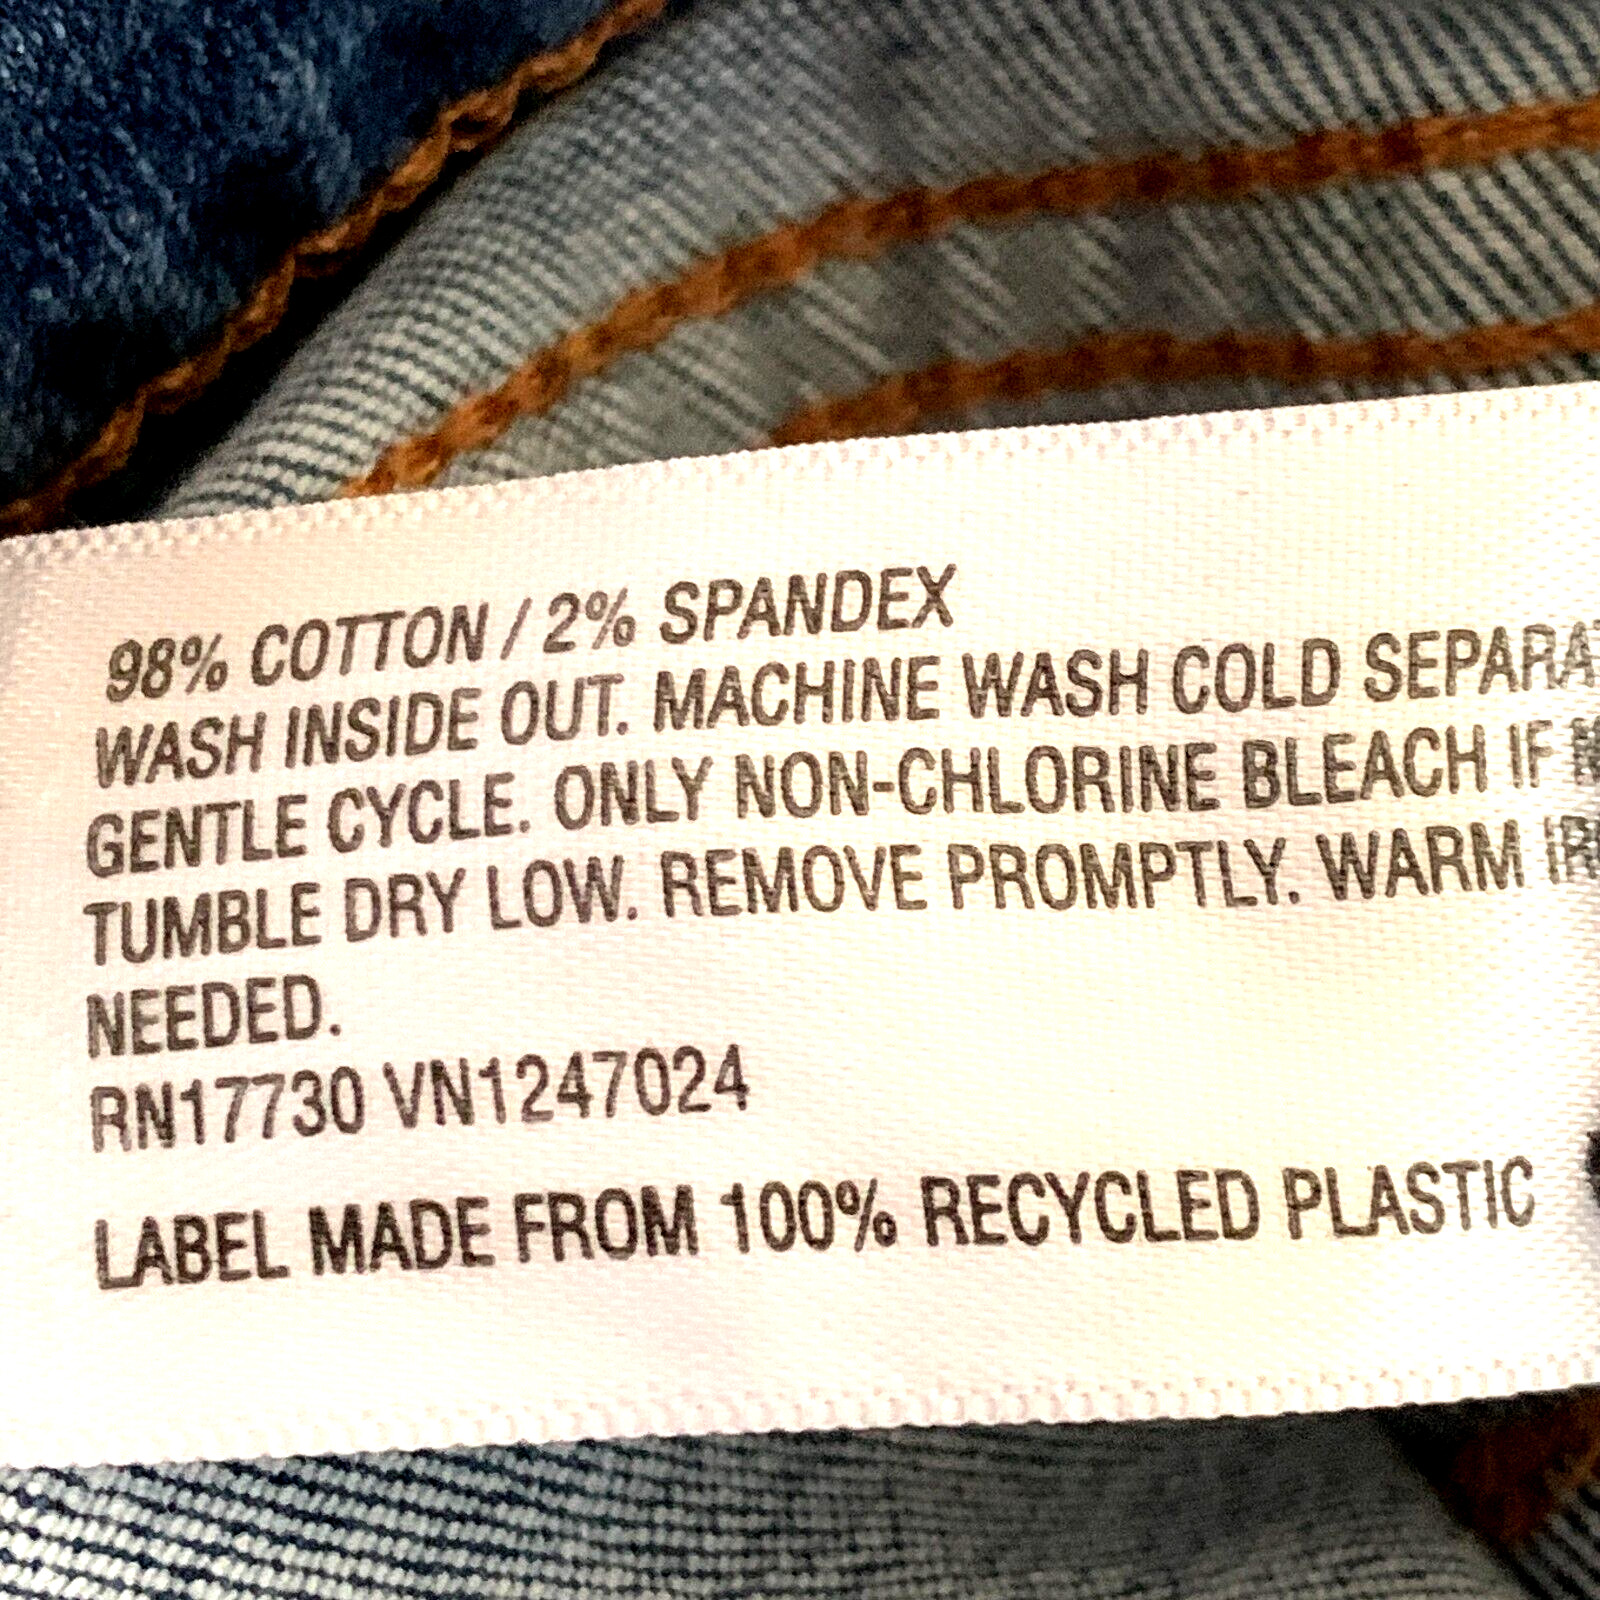 98% COTTON / 2% SPANDEX
WASH INSIDE OUT. MACHINE WASH COLD
GENTLE CYCLE. ONLY NON-CHLORINE BLEACH IF
TUMBLE DRY LOW. REMOVE PROMPTLY. WARM
NEEDED.
RN17730 VN1247024
LABEL MADE FROM 100% RECYCLED PLASTIC